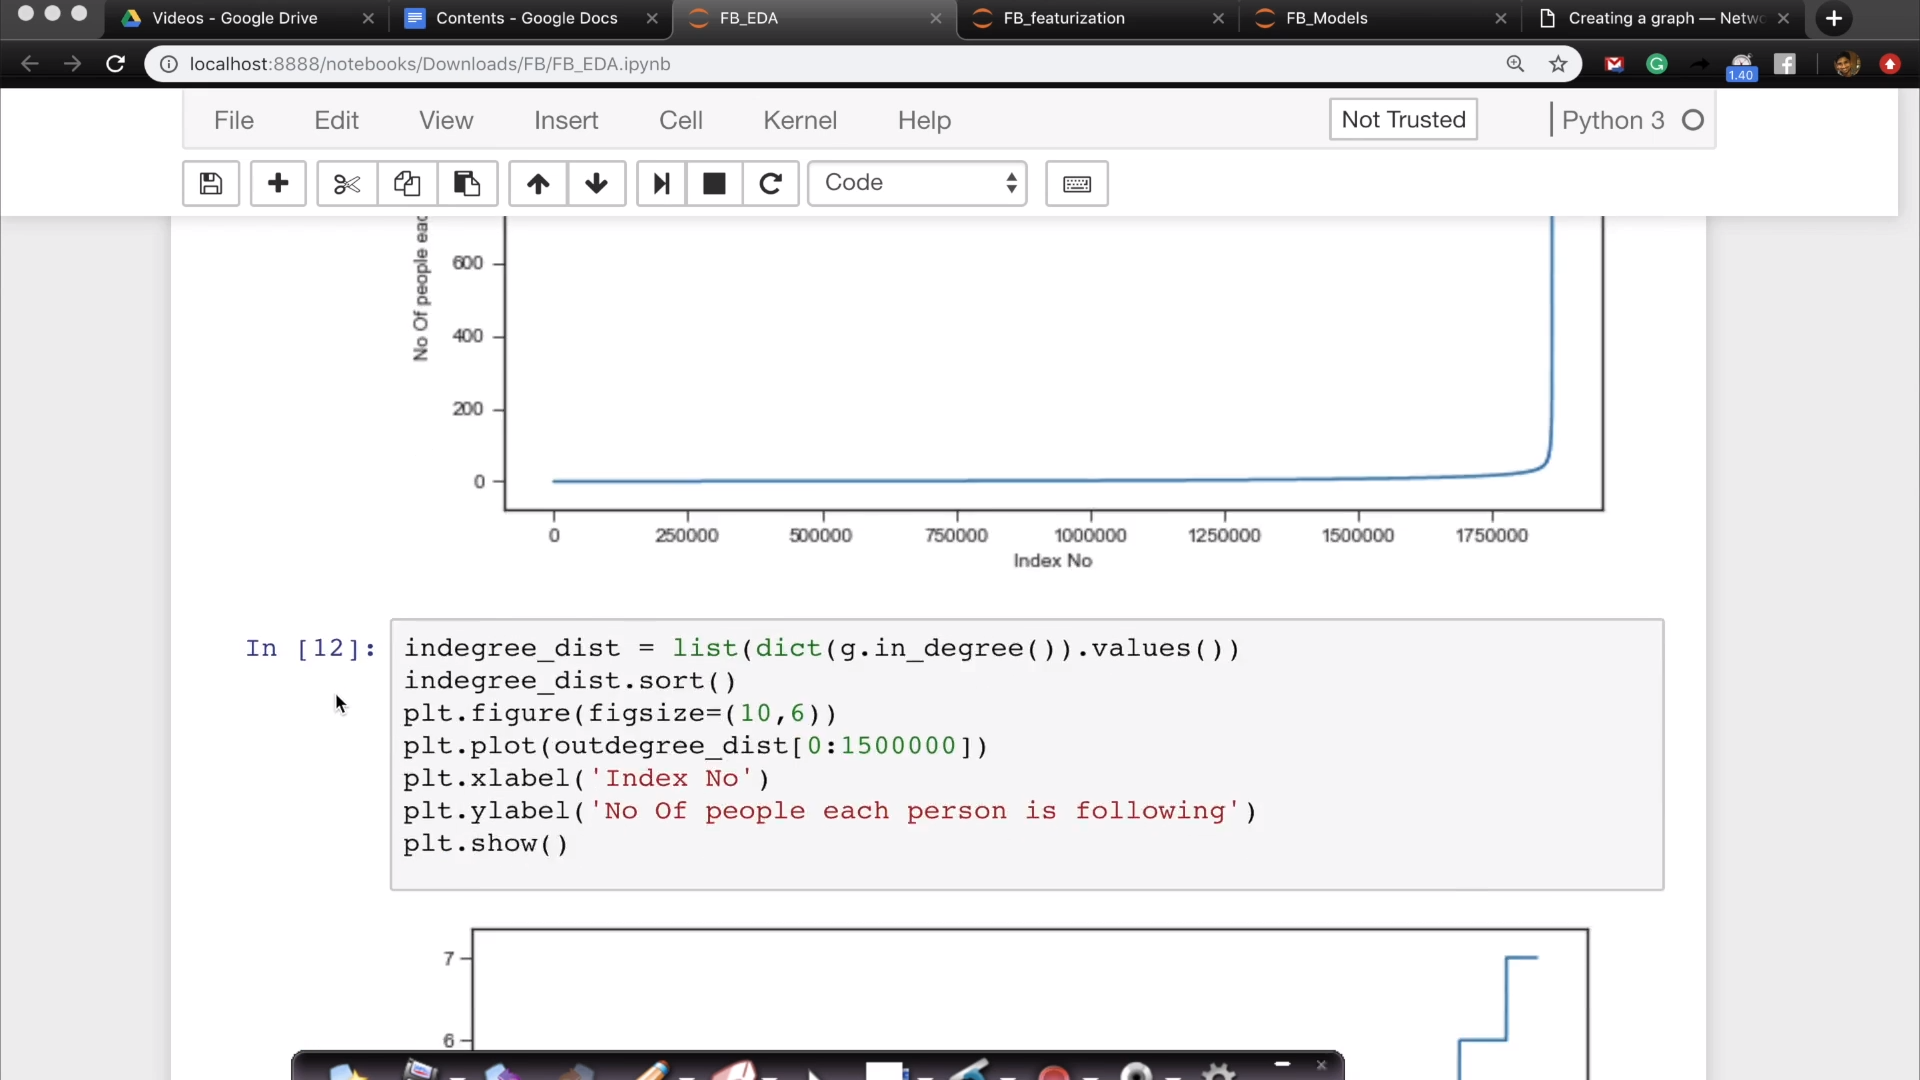 Videos - Google Drive
Contents - Google Docs
FB_EDA
FB_featurization
FB_Models
Creating a graph — Netw
localhost:8888/notebooks/Downloads/FB/FB_EDA.ipynb
1.40
File Edit View Insert Cell Kernel Help Not Trusted Python 3
Code
No Of people eac
600
400
200
0
0 250000 500000 750000 1000000 1250000 1500000 1750000
Index No
In [12]: indegree_dist = list(dict(g.in_degree()).values())
indegree_dist.sort()
plt.figure(figsize=(10,6))
plt.plot(outdegree_dist[0:1500000])
plt.xlabel('Index No')
plt.ylabel('No Of people each person is following')
plt.show()
7
6